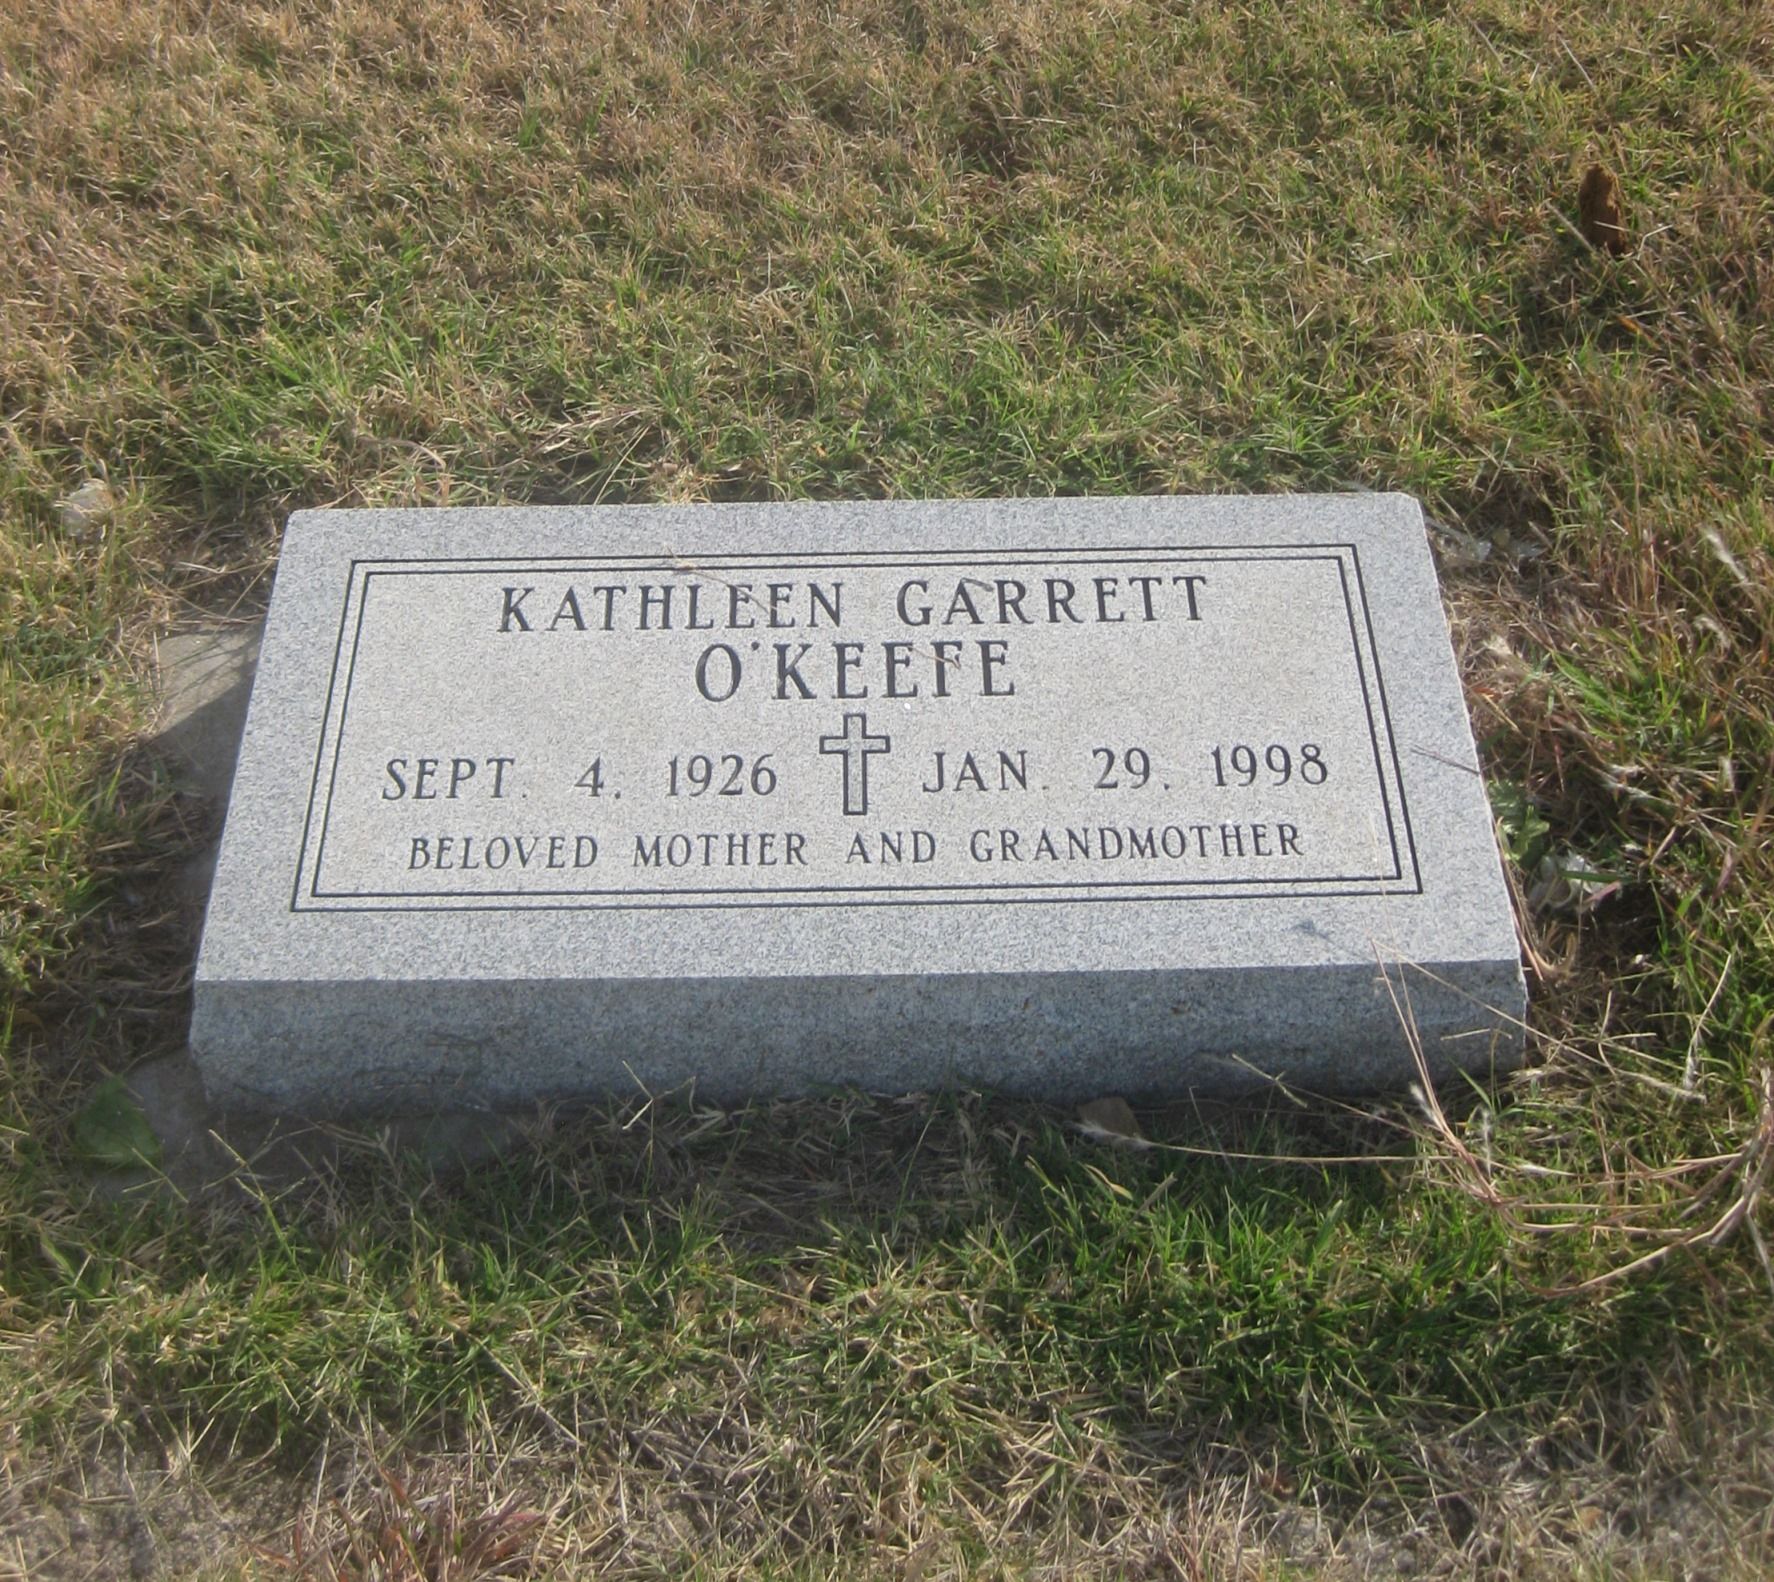 KATHLEEN GARRETT
O'KEEFE
SEPT. 4, 1926 JAN. 29, 1998
BELOVED MOTHER AND GRANDMOTHER